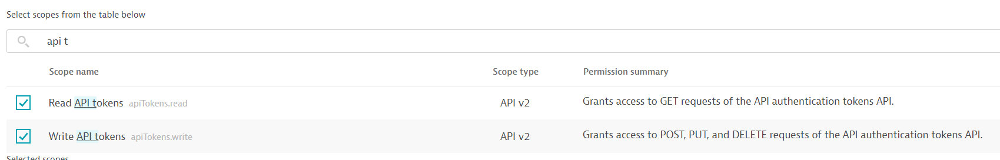 Select scopes from the table below
api t
Scope name Scope type Permission summary
Read API tokens apiTokens.read API v2 Grants access to GET requests of the API authentication tokens API.
Write API tokens apiTokens.write API v2 Grants access to POST, PUT, and DELETE requests of the API authentication tokens API.
Selected scopes